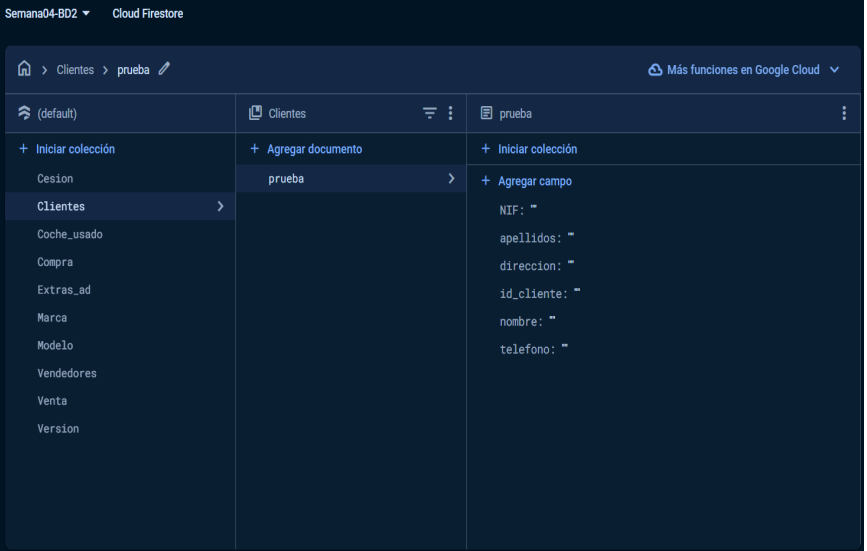 Semana04-BD2 Cloud Firestore
Clientes prueba Más funciones en Google Cloud
(default)
Iniciar colección
Cesion
Clientes
Coche_usado
Compra
Extras_ad
Marca
Modelo
Vendedores
Venta
Version
Clientes
Agregar documento
prueba
prueba
Iniciar colección
Agregar campo
NIF: ""
apellidos: ""
direccion: ""
id_cliente: ""
nombre: ""
telefono: ""